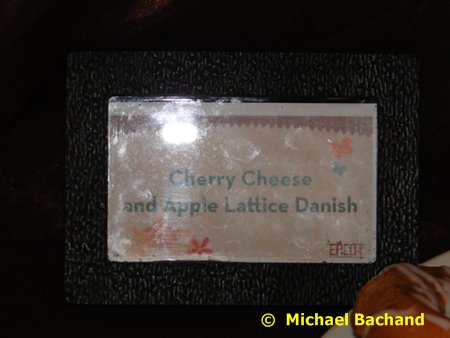 Cherry Cheese
and Apple Lattice Danish
EPCOT
© Michael Bachand